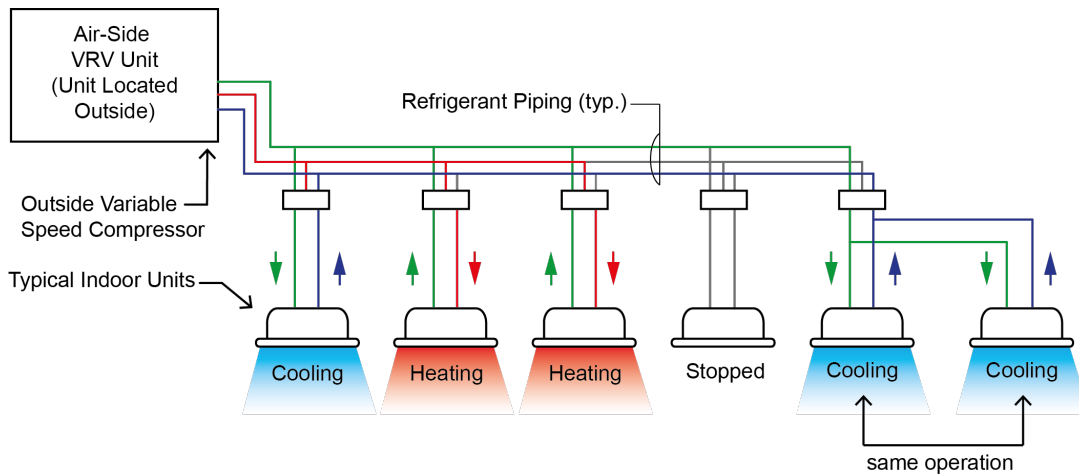 Air-Side
VRV Unit
(Unit Located
Outside)
Refrigerant Piping (typ.)
Outside Variable
Speed Compressor
Typical Indoor Units
Cooling
Heating
Heating
Stopped
Cooling
Cooling
same operation